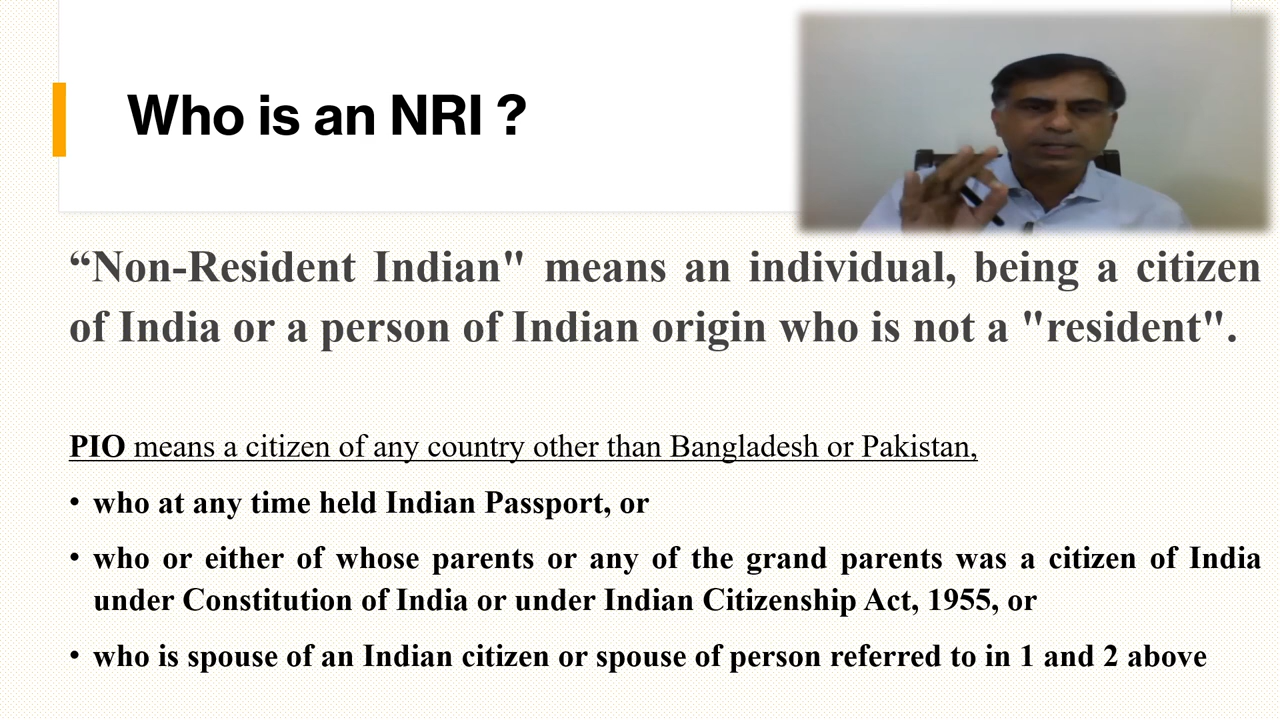 Who is an NRI ?
“Non-Resident Indian" means an individual, being a citizen
of India or a person of Indian origin who is not a "resident".
PIO means a citizen of any country other than Bangladesh or Pakistan,
• who at any time held Indian Passport, or
• who or either of whose parents or any of the grand parents was a citizen of India
under Constitution of India or under Indian Citizenship Act, 1955, or
• who is spouse of an Indian citizen or spouse of person referred to in 1 and 2 above